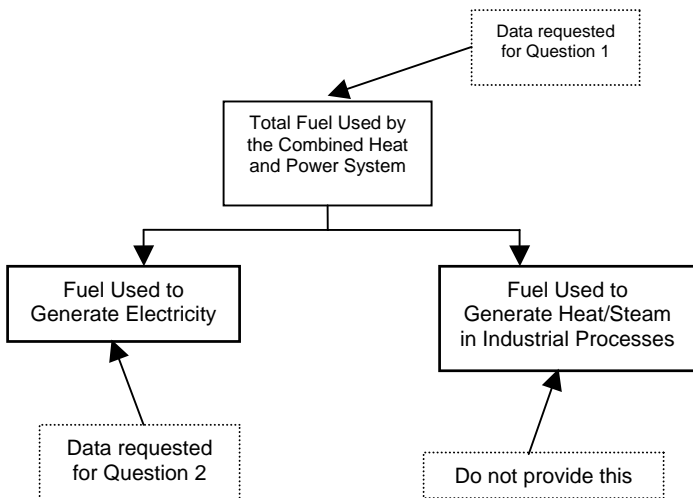 Data requested
for Question 1
Total Fuel Used by
the Combined Heat
and Power System
Fuel Used to
Generate Electricity
Fuel Used to
Generate Heat/Steam
in Industrial Processes
Data requested
for Question 2
Do not provide this